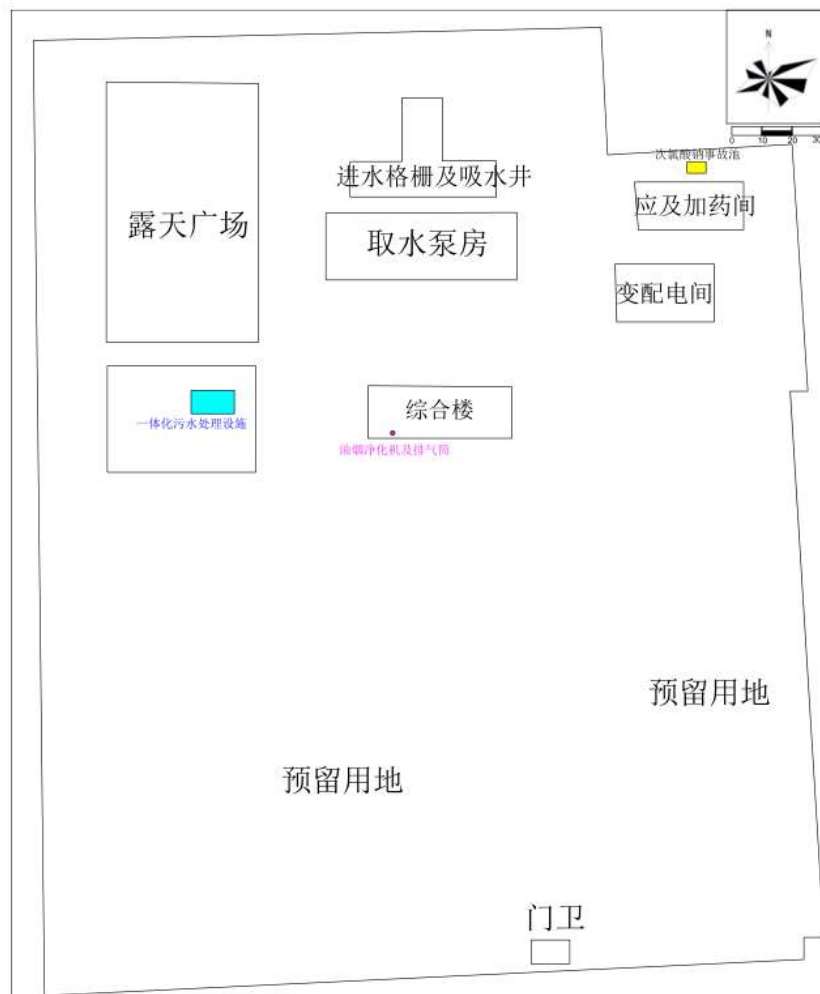 N
0 10 20 30
次氯酸钠事故池
进水格栅及吸水井
应及加药间
露天广场
取水泵房
变配电间
综合楼
一体化污水处理设施
油烟净化机及排气筒
预留用地
预留用地
门卫